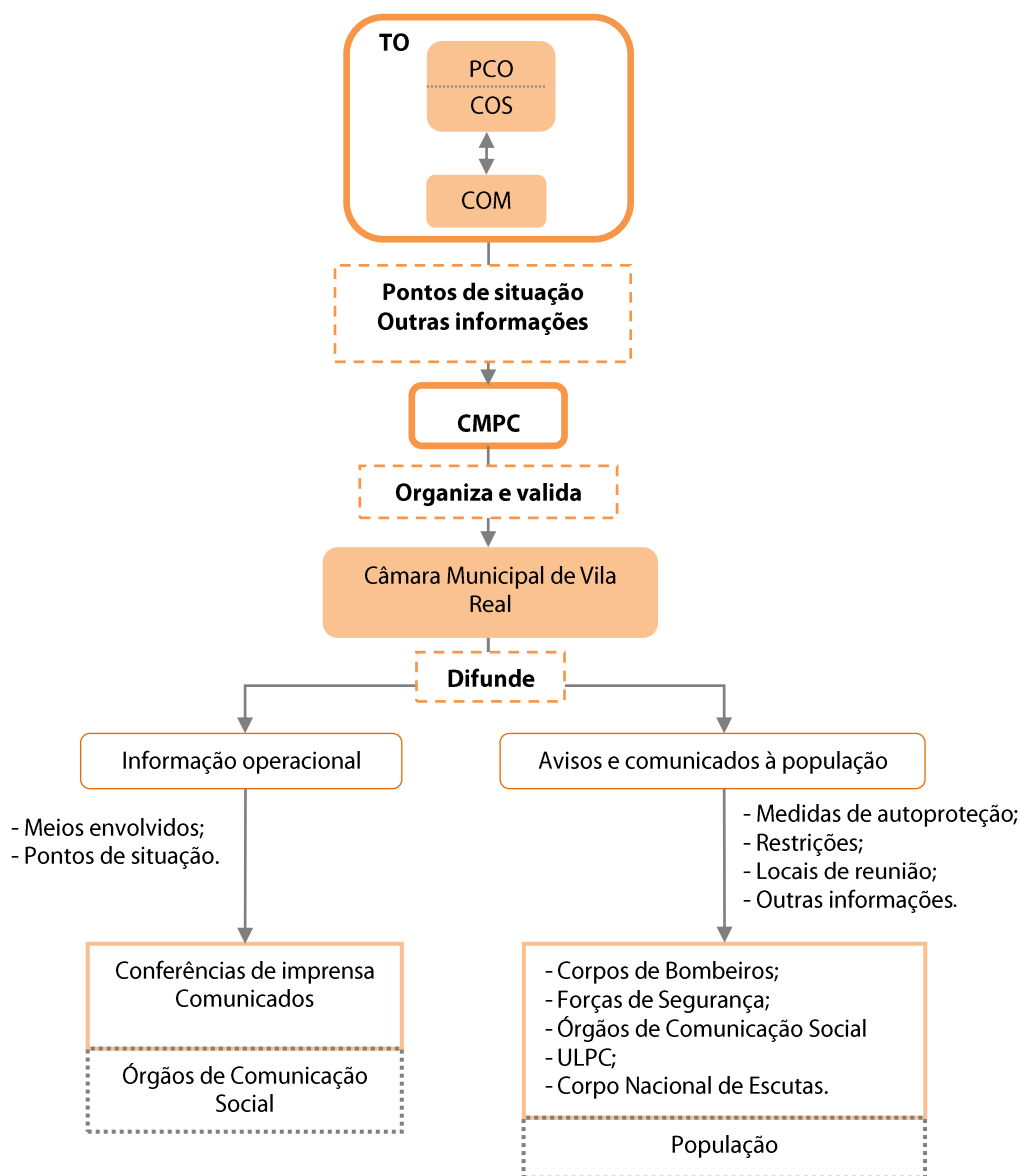 TO
PCO
COS
COM
Pontos de situação
Outras informações
CMPC
Organiza e valida
Câmara Municipal de Vila
Real
Difunde
Informação operacional
- Meios envolvidos;
- Pontos de situação.
Conferências de imprensa
Comunicados
Órgãos de Comunicação
Social
Avisos e comunicados à população
- Medidas de autoproteção;
- Restrições;
- Locais de reunião;
- Outras informações.
- Corpos de Bombeiros;
- Forças de Segurança;
- Órgãos de Comunicação Social
- ULPC;
- Corpo Nacional de Escutas.
População